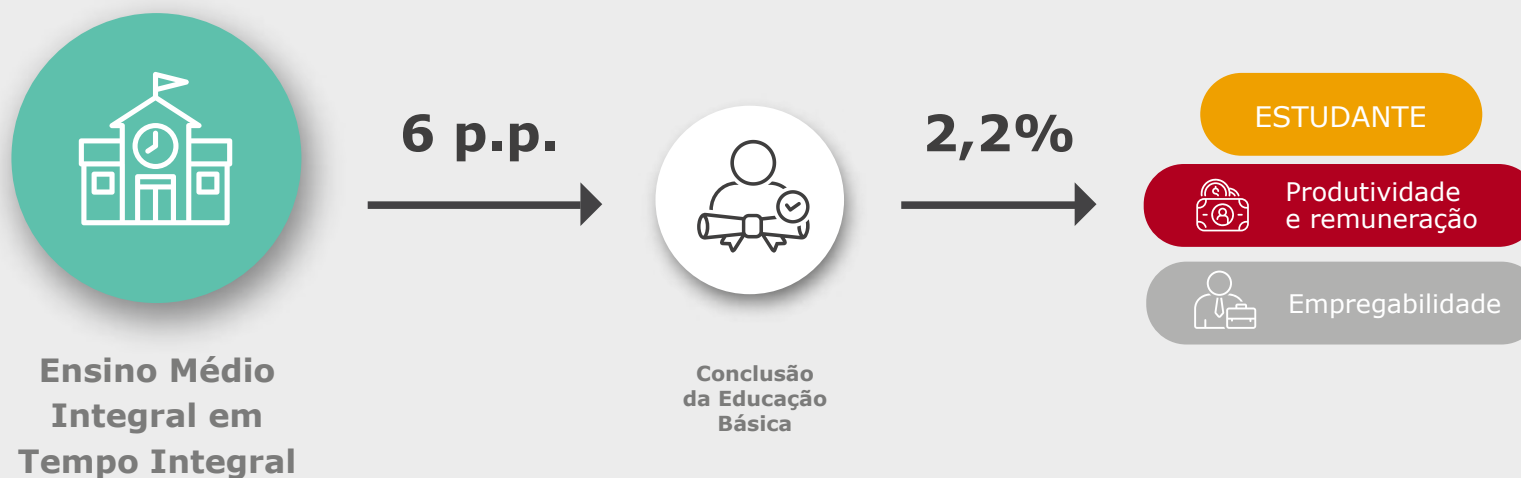 6 p.p.
2,2%
ESTUDANTE
Produtividade
e remuneração
Empregabilidade
Ensino Médio
Integral em
Tempo Integral
Conclusão
da Educação
Básica